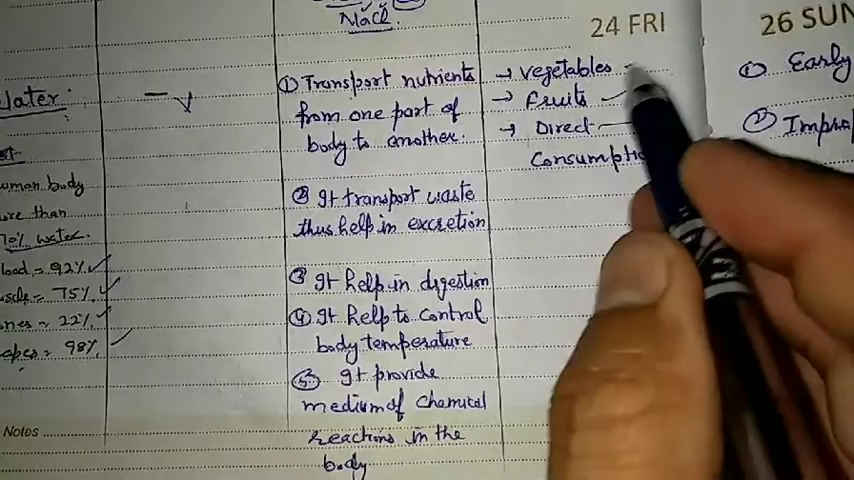 Nacl.
24 FRI
26 SUN
Water
human body
more than
70% water.
blood = 92%
muscle = 75%
bones = 22%
= 98%
Notes
① Transport nutrients
from one part of
body to another.
② It transport waste
thus help in excretion
③ It help in digestion
④ It help to control
body temperature
⑤ It provide
medium of chemical
reactions in the
body
→ Vegetables
→ Fruits
→ Direct
Consumptio
① Early
② Improp